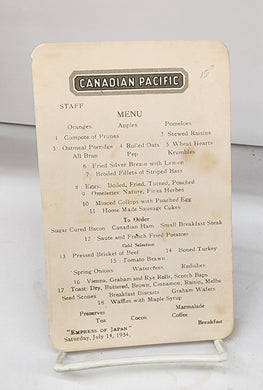 CANADIAN PACIFIC
STAFF
MENU
Oranges Apples Pomeloes
1 Compote of Prunes 2 Stewed Raisins
3 Oatmeal Porridge 4 Rolled Oats 5 Wheat Hearts
All Bran Pep Krumbles
6 Fried Silver Bream with Lemon
7 Broiled Fillets of Striped Bass
8 Eggs: Boiled, Fried, Turned, Poached
9 Omelettes: Nature, Fines Herbes
10 Minced Collops with Poached Egg
11 Home Made Sausage Cakes
To Order
Sugar Cured Bacon Canadian Ham Small Breakfast Steak
12 Saute and French Fried Potatoes
Cold Selection
13 Pressed Brisket of Beef 14 Boned Turkey
15 Tomato Brawn
Spring Onions Watercress Radishes
16 Vienna, Graham and Rye Rolls, Scotch Baps
17 Toast: Dry, Buttered, Brown, Cinnamon, Raisin, Melba
Seed Scones Breakfast Biscuits Graham Wafers
18 Waffles with Maple Syrup
Preserves Marmalade
Tea Cocoa Coffee
Breakfast
"EMPRESS OF JAPAN"
Saturday, July 14, 1934.